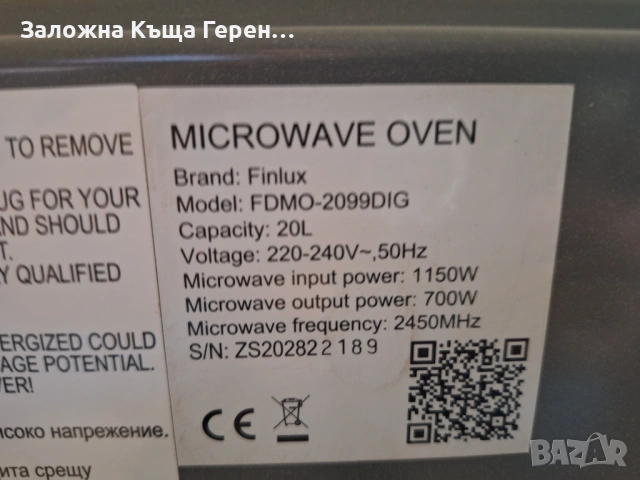 Заложна Къща Герен...
TO REMOVE
UG FOR YOUR
AND SHOULD
T.
Y QUALIFIED
ERGIZED COULD
AGE POTENTIAL.
VER!
исоко напрежение.
ита срещу
MICROWAVE OVEN
Brand: Finlux
Model: FDMO-2099DIG
Capacity: 20L
Voltage: 220-240V~,50Hz
Microwave input power: 1150W
Microwave output power: 700W
Microwave frequency: 2450MHz
S/N: ZS202822189
CE
BAZAR